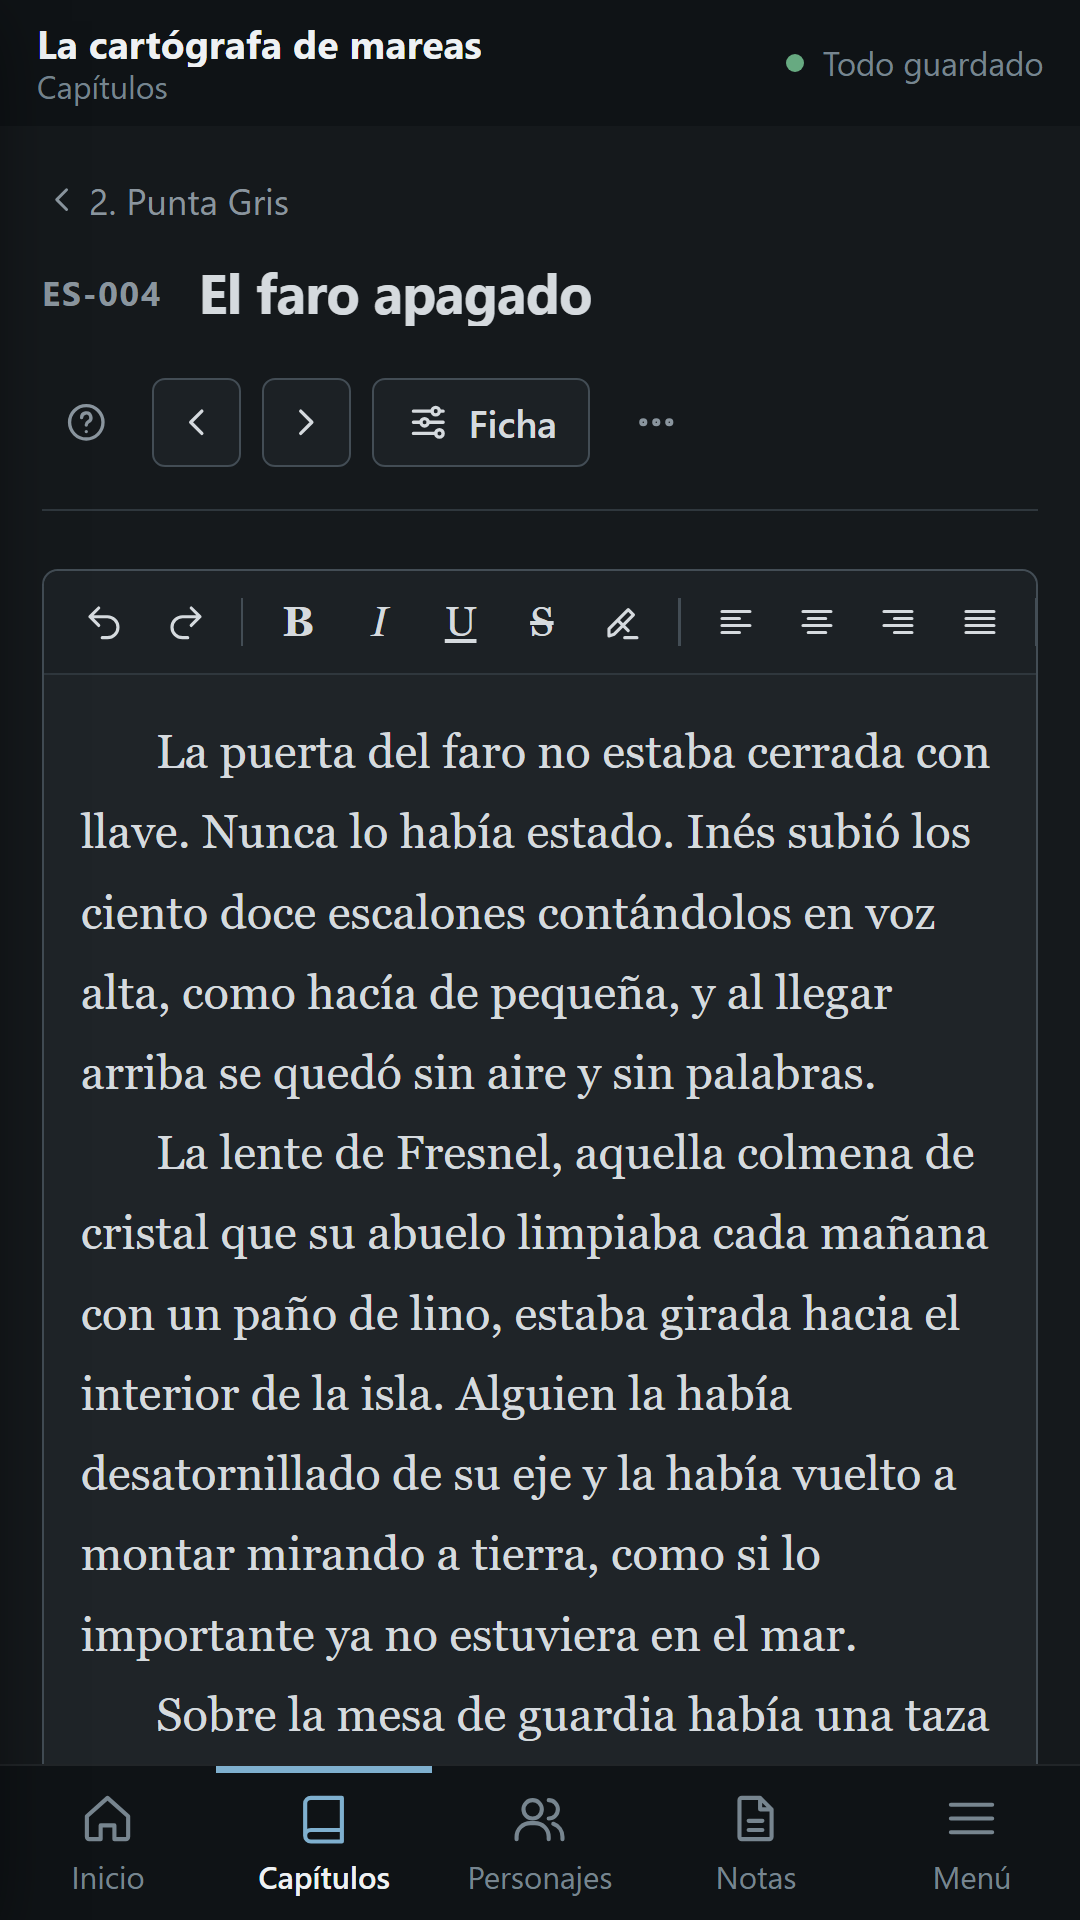 La cartógrafa de mareas
Capítulos
Todo guardado
2. Punta Gris
ES-004 El faro apagado
Ficha
B I U S
La puerta del faro no estaba cerrada con
llave. Nunca lo había estado. Inés subió los
ciento doce escalones contándolos en voz
alta, como hacía de pequeña, y al llegar
arriba se quedó sin aire y sin palabras.
La lente de Fresnel, aquella colmena de
cristal que su abuelo limpiaba cada mañana
con un paño de lino, estaba girada hacia el
interior de la isla. Alguien la había
desatornillado de su eje y la había vuelto a
montar mirando a tierra, como si lo
importante ya no estuviera en el mar.
Sobre la mesa de guardia había una taza
Inicio
Capítulos
Personajes
Notas
Menú